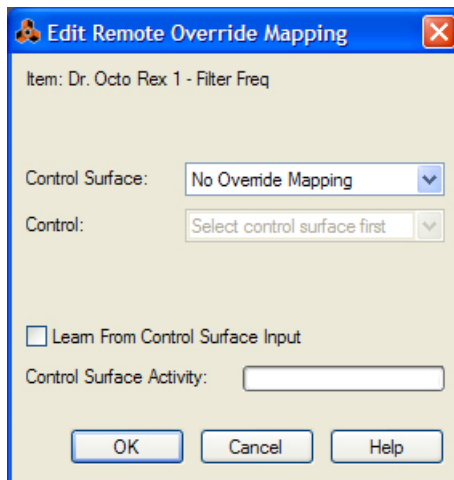 Edit Remote Override Mapping
Item: Dr. Octo Rex 1 - Filter Freq
Control Surface: No Override Mapping
Control: Select control surface first
Learn From Control Surface Input
Control Surface Activity:
OK Cancel Help